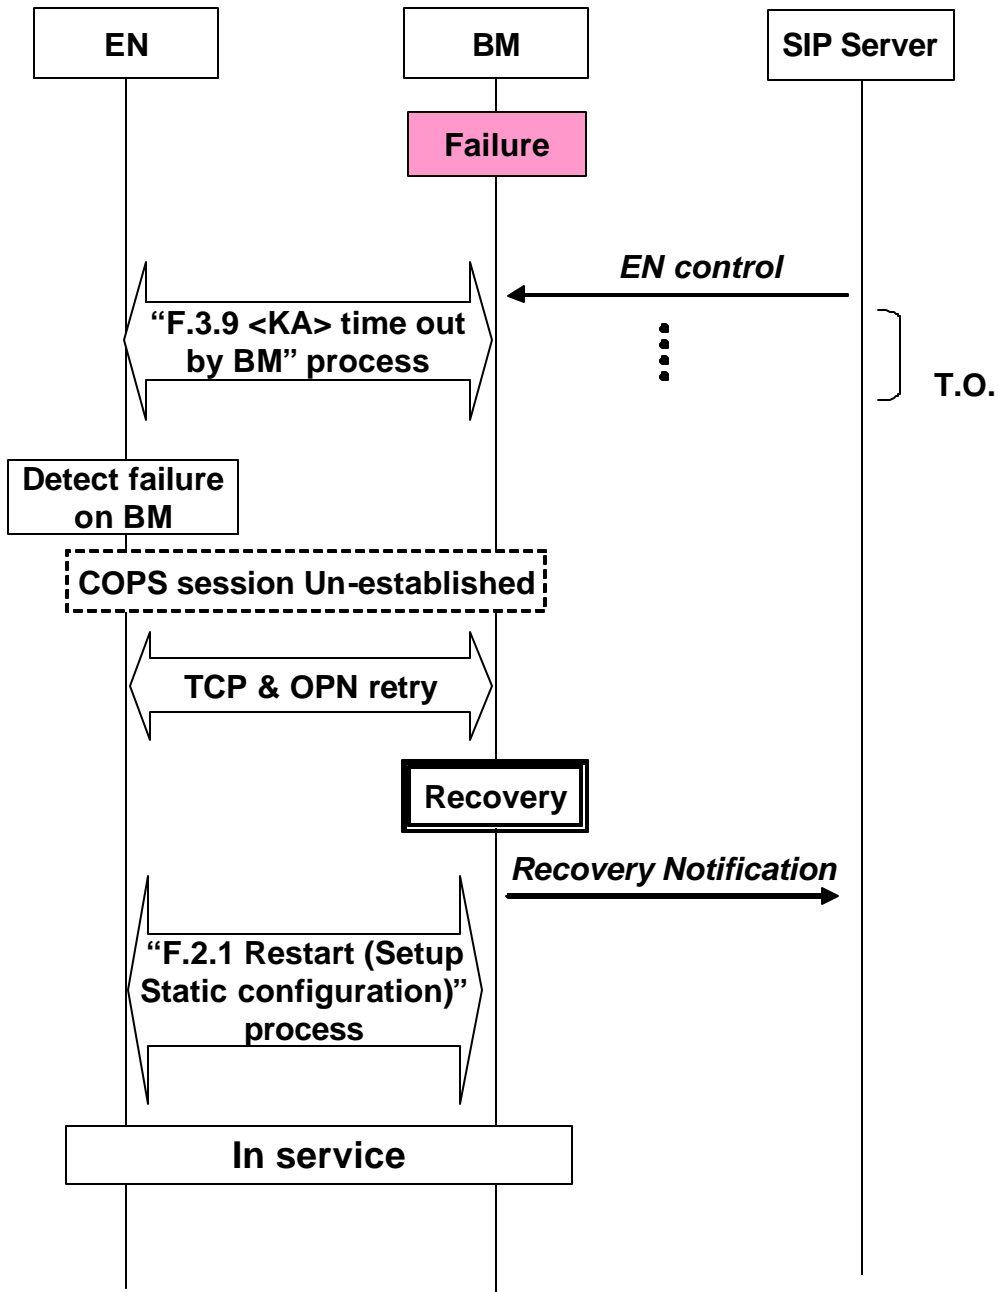 EN
BM
SIP Server
Failure
EN control
“F.3.9 <KA> time out
by BM” process
T.O.
Detect failure
on BM
COPS session Un-established
TCP & OPN retry
Recovery
Recovery Notification
“F.2.1 Restart (Setup
Static configuration)”
process
In service